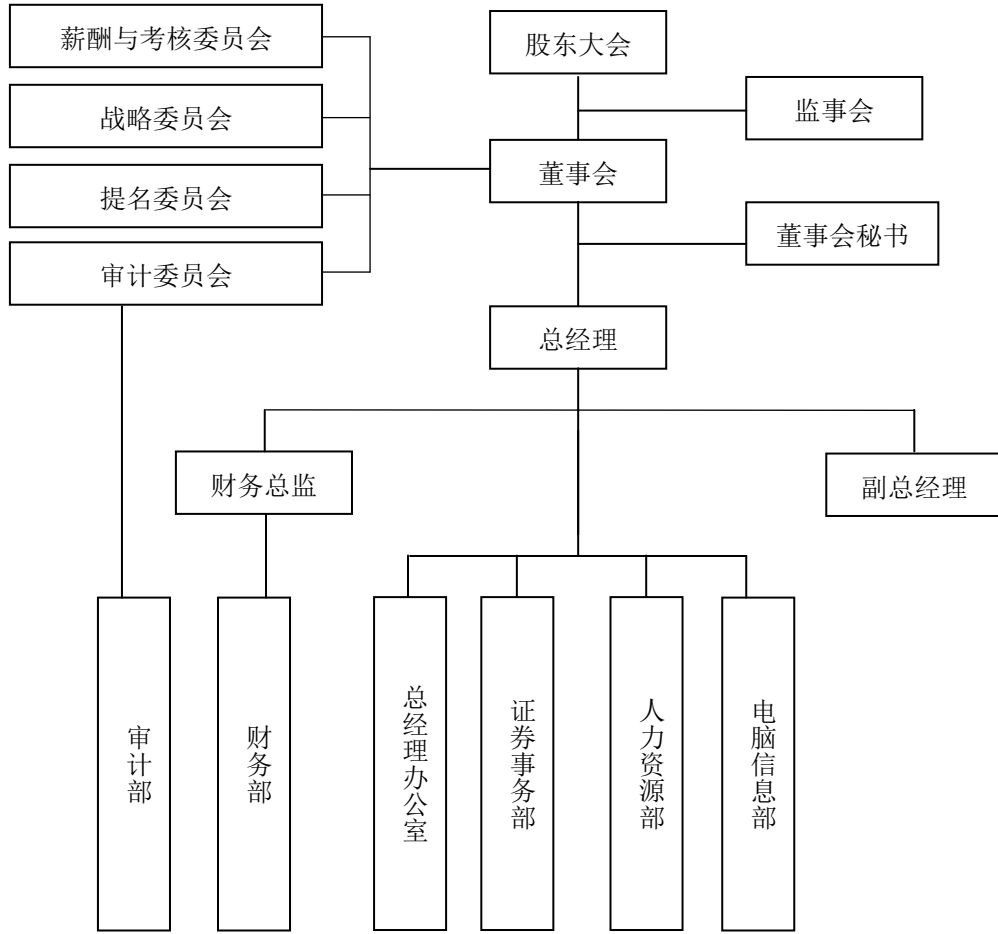 薪酬与考核委员会
股东大会
战略委员会
监事会
董事会
提名委员会
董事会秘书
审计委员会
总经理
财务总监
副总经理
审计部
财务部
总经理办公室
证券事务部
人力资源部
电脑信息部